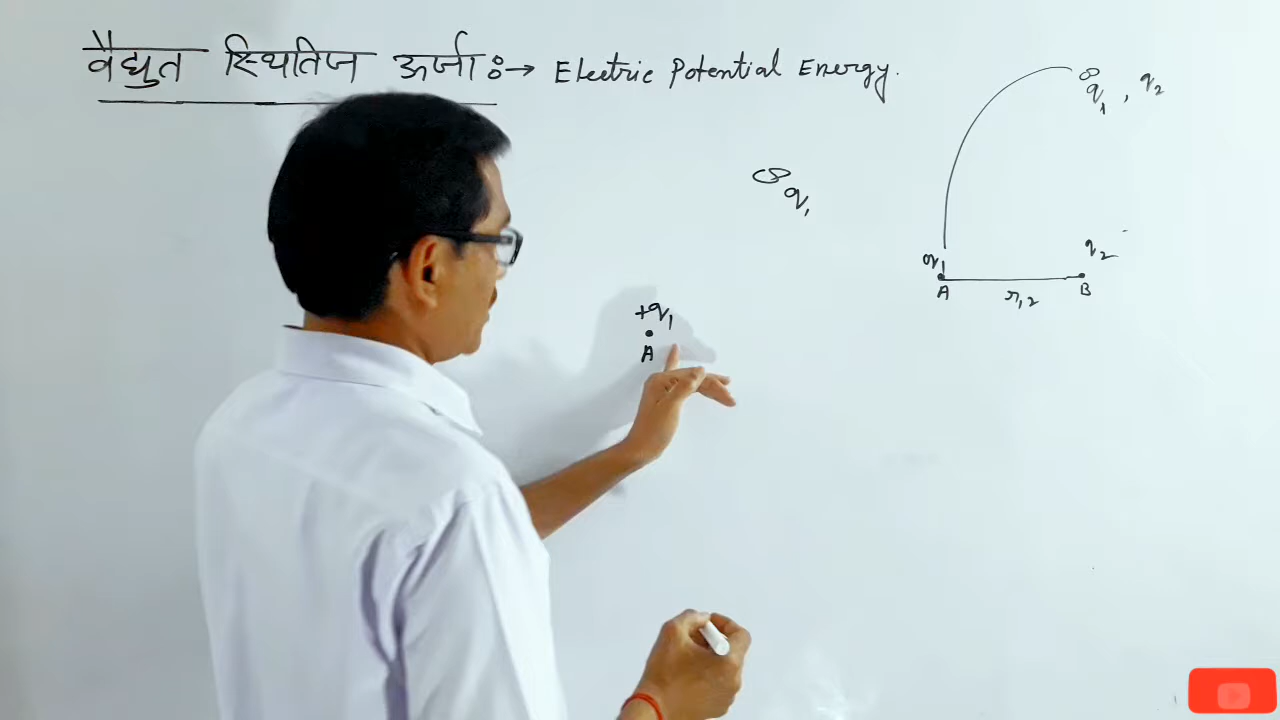 वैद्युत स्थितिज ऊर्जा ः→ Electric Potential Energy.
∞
q₁ , q₂
∞
q₁
q₁ q₂
A r₁₂ B
+q₁
A